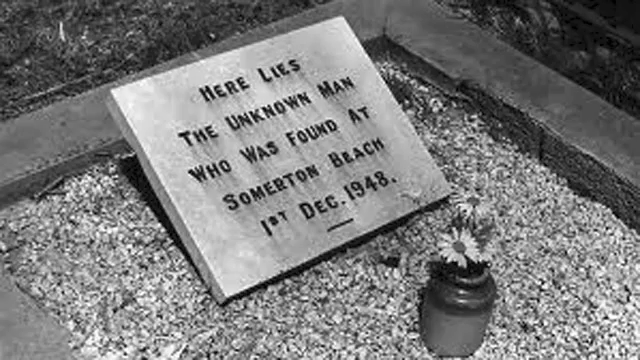 Here Lies
The Unknown Man
Who Was Found At
Somerton Beach
1st Dec. 1948.